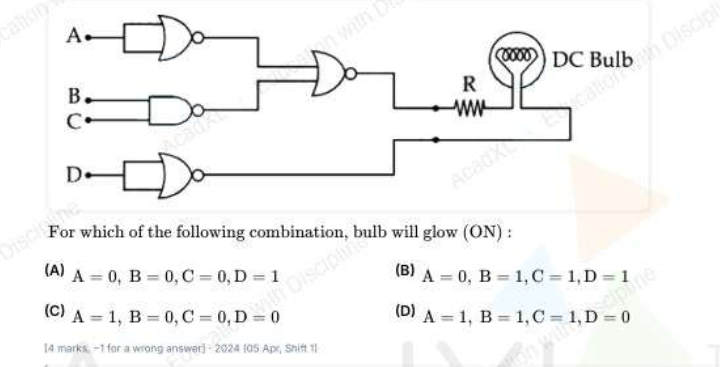 A
DC Bulb
R
B
C
D
For which of the following combination, bulb will glow (ON) :
(A) A = 0, B = 0, C = 0, D = 1
(B) A = 0, B = 1, C = 1, D = 1
(C) A = 1, B = 0, C = 0, D = 0
(D) A = 1, B = 1, C = 1, D = 0
[4 marks, -1 for a wrong answer] - 2024 (05 Apr, Shift 1)